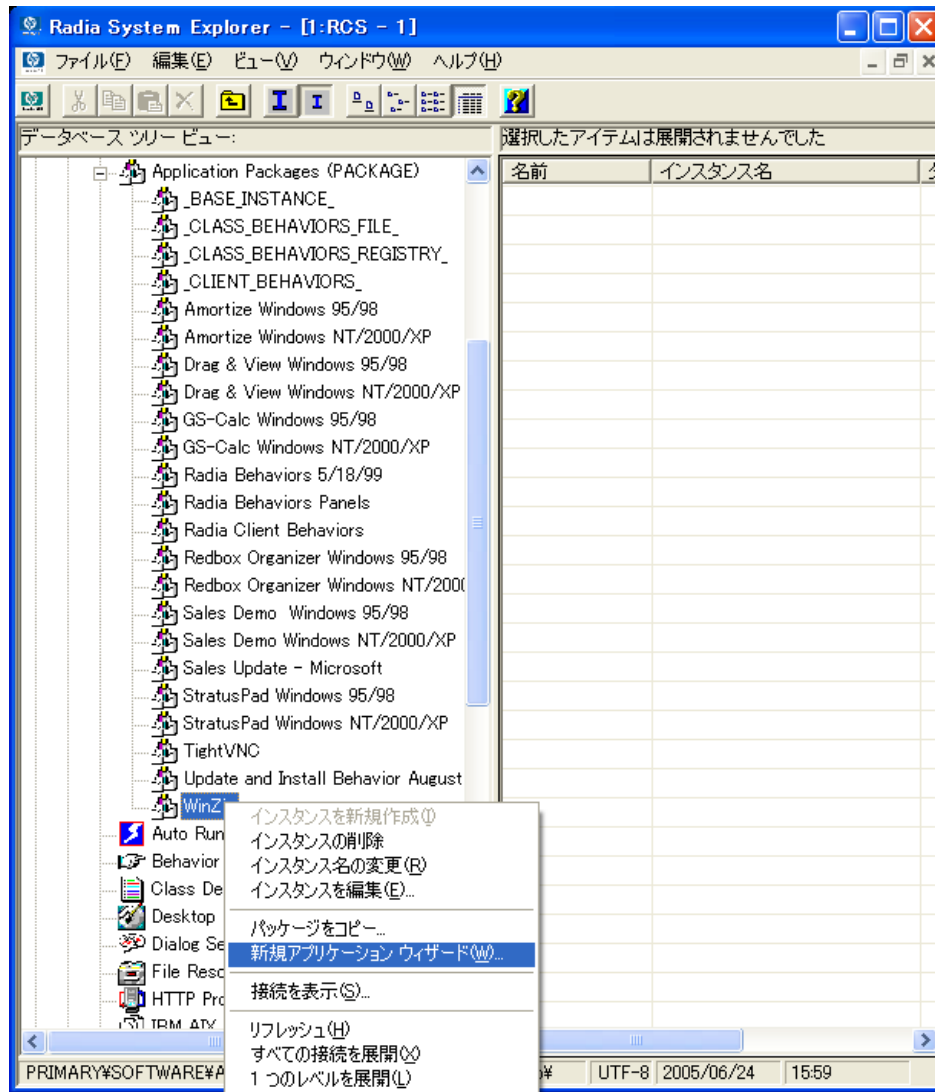 Radia System Explorer - [1:RCS - 1]
ファイル(F) 編集(E) ビュー(V) ウィンドウ(W) ヘルプ(H)
データベース ツリー ビュー:
選択したアイテムは展開されませんでした
名前 インスタンス名
Application Packages (PACKAGE)
_BASE_INSTANCE_
_CLASS_BEHAVIORS_FILE_
_CLASS_BEHAVIORS_REGISTRY_
_CLIENT_BEHAVIORS_
Amortize Windows 95/98
Amortize Windows NT/2000/XP
Drag & View Windows 95/98
Drag & View Windows NT/2000/XP
GS-Calc Windows 95/98
GS-Calc Windows NT/2000/XP
Radia Behaviors 5/18/99
Radia Behaviors Panels
Radia Client Behaviors
Redbox Organizer Windows 95/98
Redbox Organizer Windows NT/200
Sales Demo  Windows 95/98
Sales Demo Windows NT/2000/XP
Sales Update - Microsoft
StratusPad Windows 95/98
StratusPad Windows NT/2000/XP
TightVNC
Update and Install Behavior August
WinZ
Auto Run
Behavior
Class De
Desktop
Dialog Se
File Reso
HTTP Pro
IBM AIX
インスタンスを新規作成(I)
インスタンスの削除
インスタンス名の変更(R)
インスタンスを編集(E)...
パッケージをコピー...
新規アプリケーション ウィザード(W)...
接続を表示(S)...
リフレッシュ(H)
すべての接続を展開(X)
1 つのレベルを展開(L)
PRIMARY¥SOFTWARE¥A
UTF-8 2005/06/24 15:59